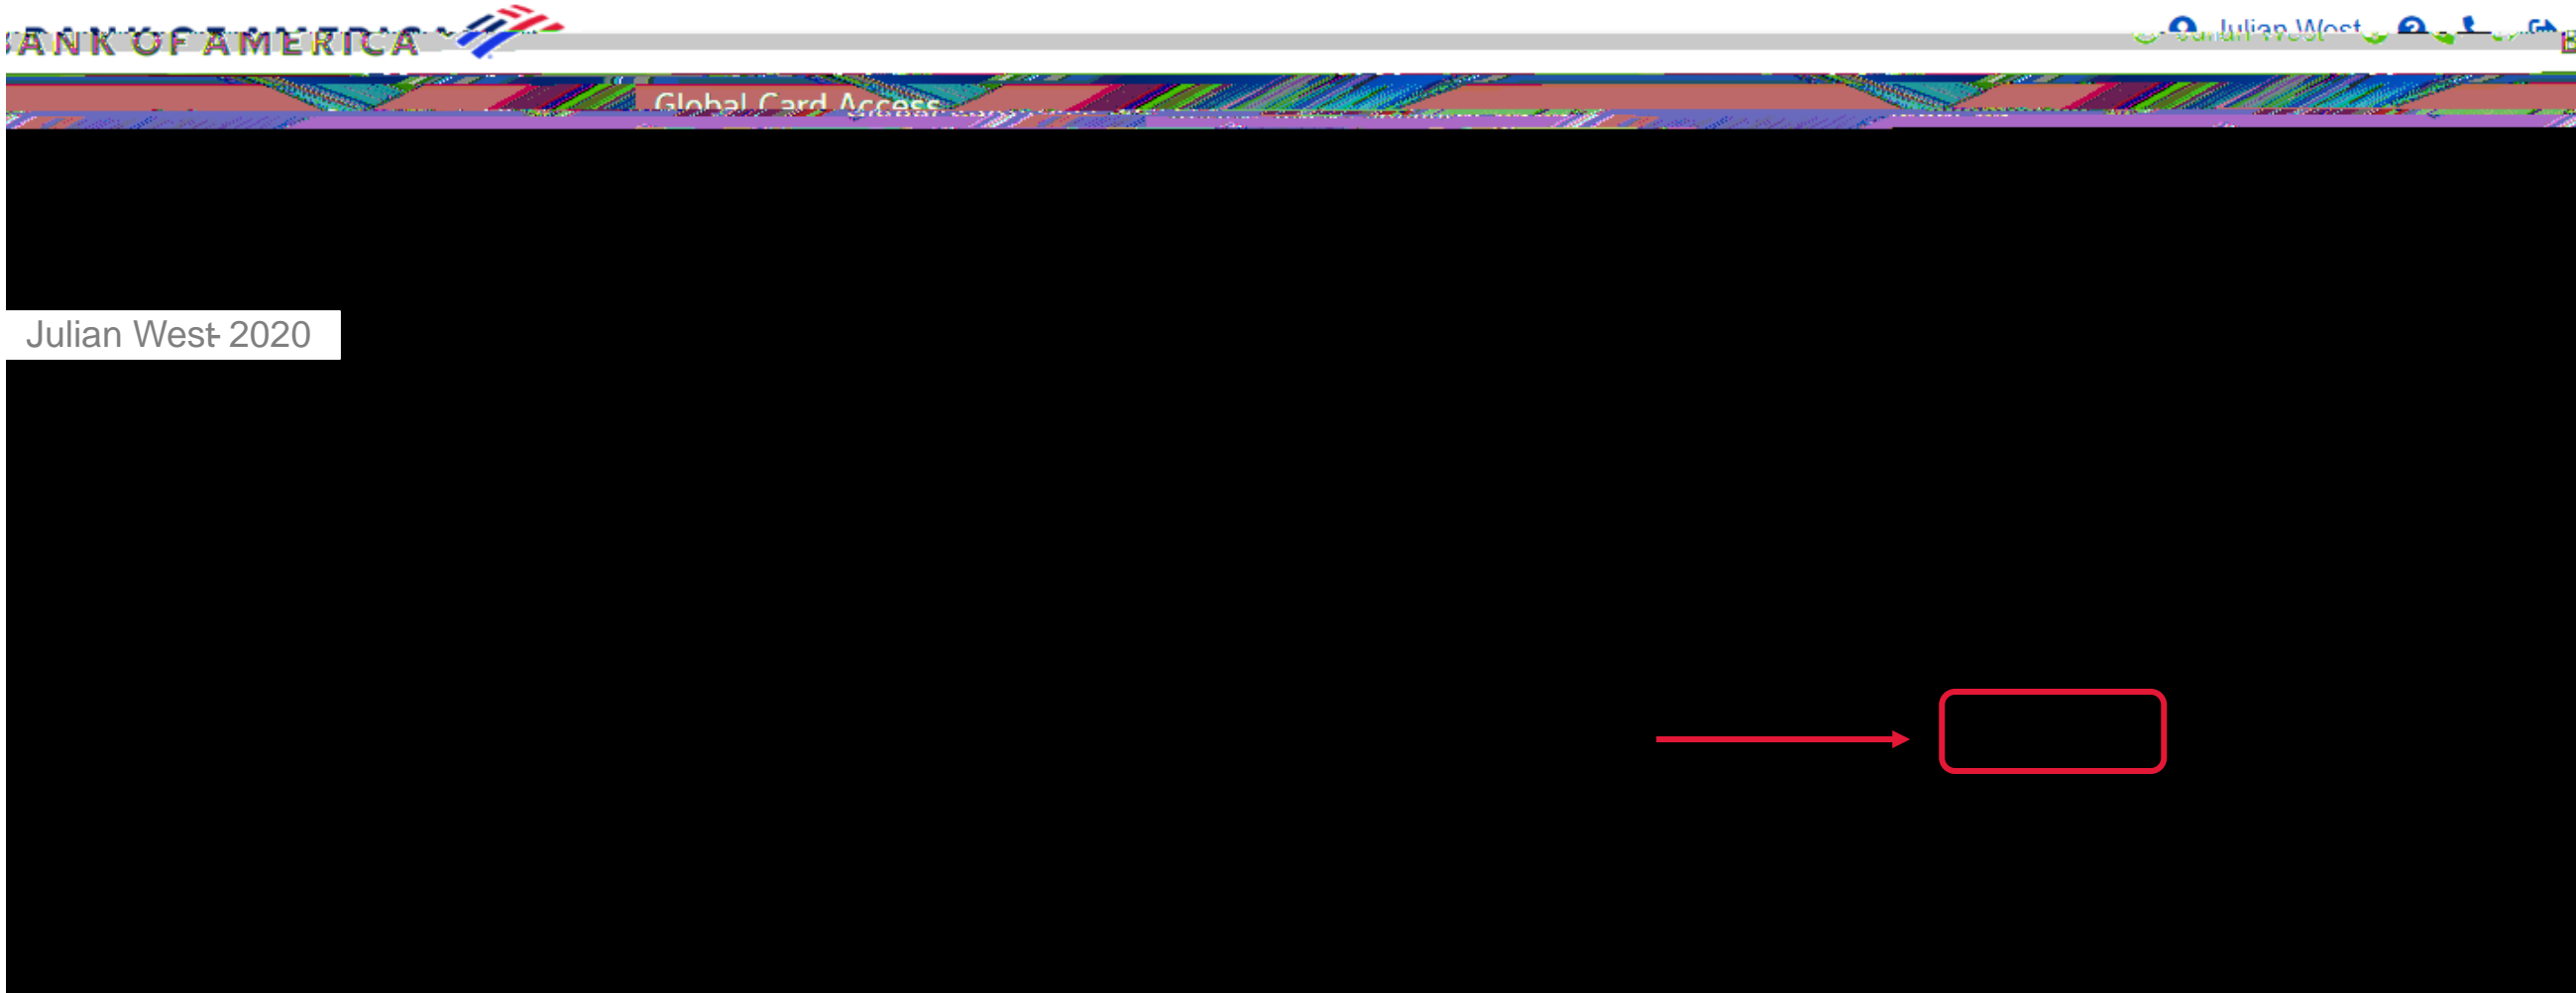 BANK OF AMERICA
Julian West
Global Card Access
Julian West- 2020